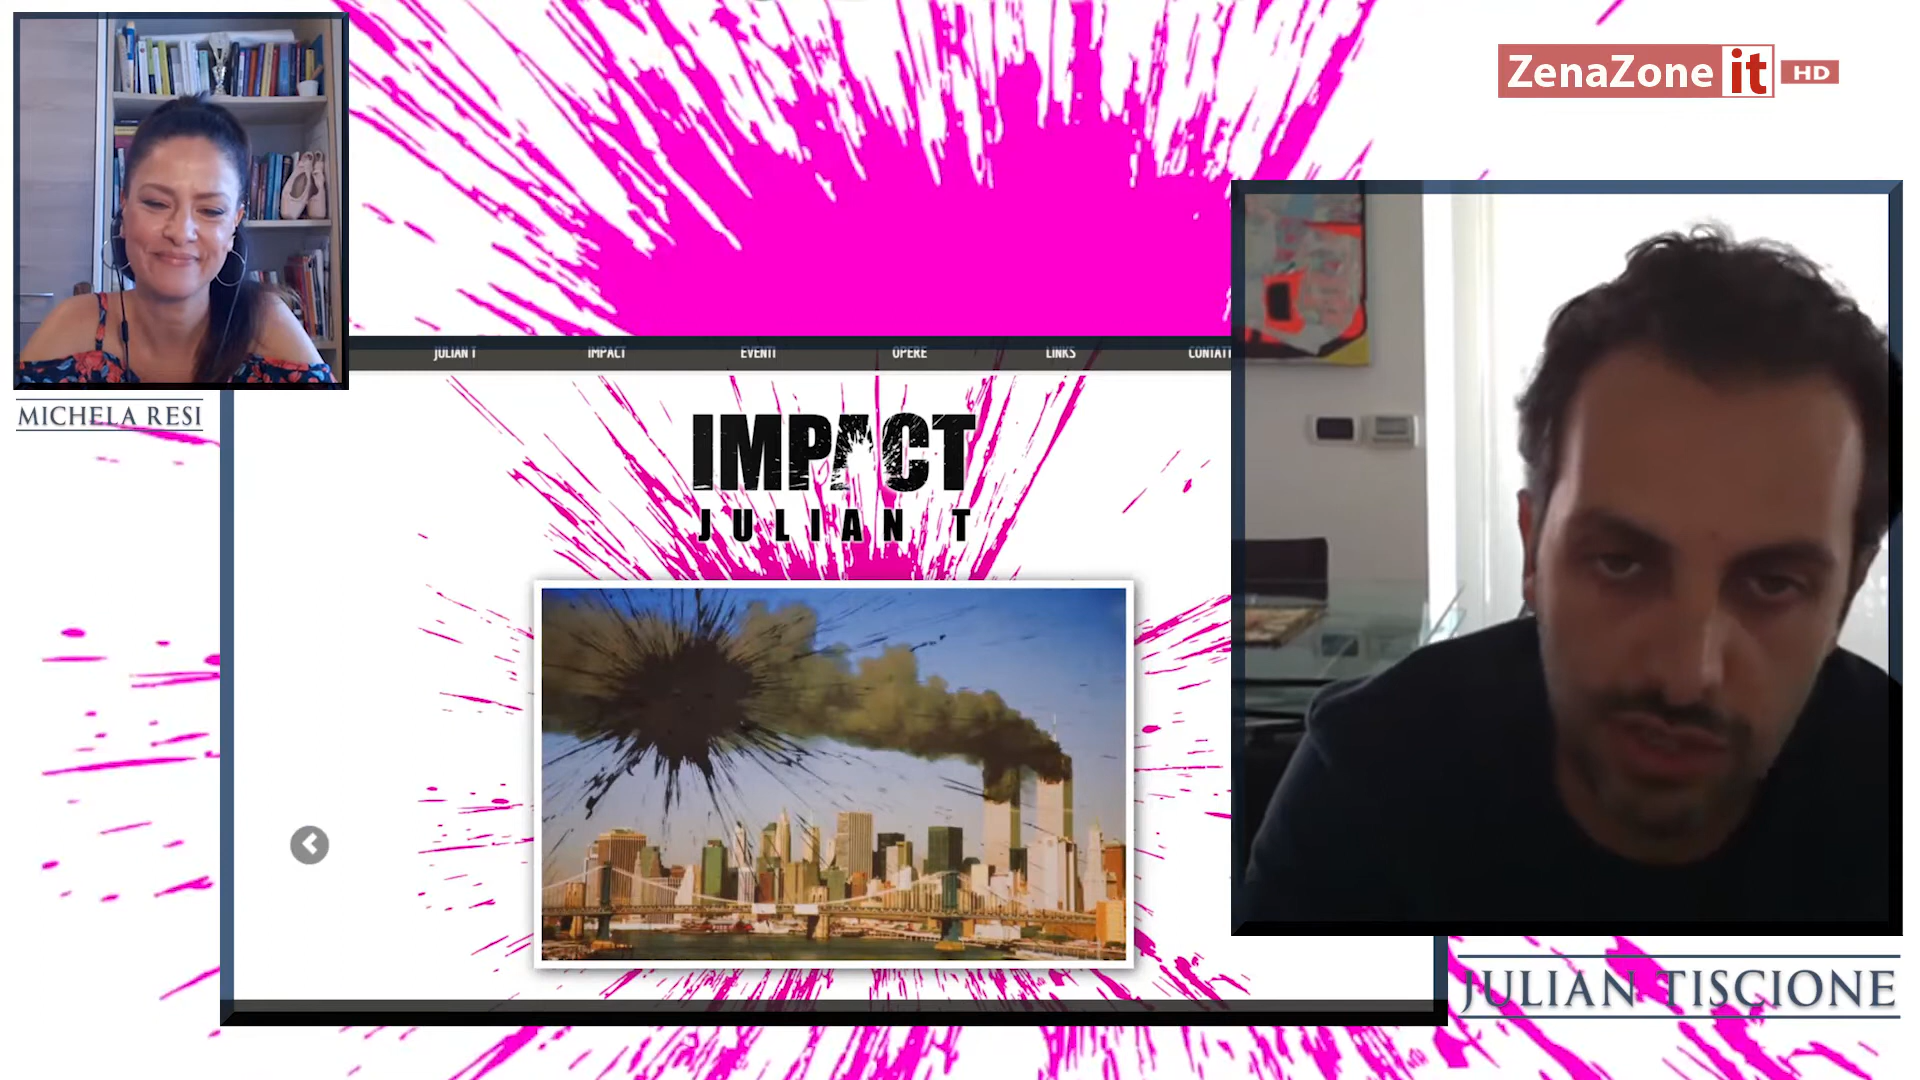 ZenaZone it HD
MICHELA RESI
JULIAN T IMPACT EVENTI OPERE LINKS
IMPACT
JULIAN T
JULIAN TISCIONE